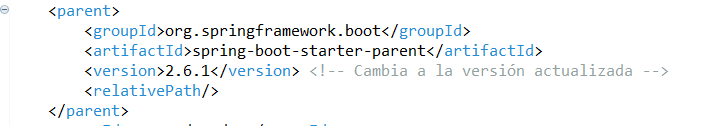 <parent>
<groupId>org.springframework.boot</groupId>
<artifactId>spring-boot-starter-parent</artifactId>
<version>2.6.1</version> <!-- Cambia a la versión actualizada -->
<relativePath/>
</parent>